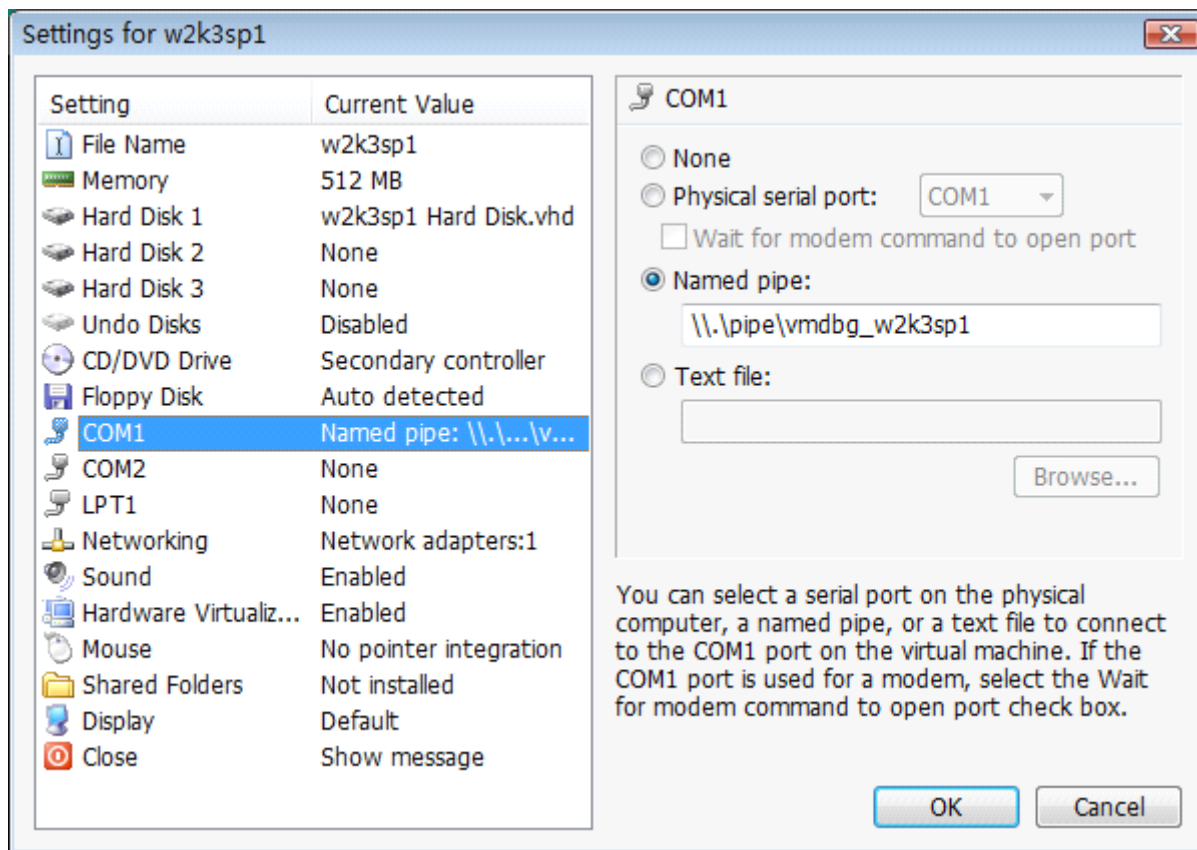 Settings for w2k3sp1
Setting Current Value
File Name w2k3sp1
Memory 512 MB
Hard Disk 1 w2k3sp1 Hard Disk.vhd
Hard Disk 2 None
Hard Disk 3 None
Undo Disks Disabled
CD/DVD Drive Secondary controller
Floppy Disk Auto detected
COM1 Named pipe: \\.\...\v...
COM2 None
LPT1 None
Networking Network adapters:1
Sound Enabled
Hardware Virtualiz... Enabled
Mouse No pointer integration
Shared Folders Not installed
Display Default
Close Show message
COM1
None
Physical serial port: COM1
Wait for modem command to open port
Named pipe:
\\.\pipe\vmdbg_w2k3sp1
Text file:
Browse...
You can select a serial port on the physical
computer, a named pipe, or a text file to connect
to the COM1 port on the virtual machine. If the
COM1 port is used for a modem, select the Wait
for modem command to open port check box.
OK Cancel